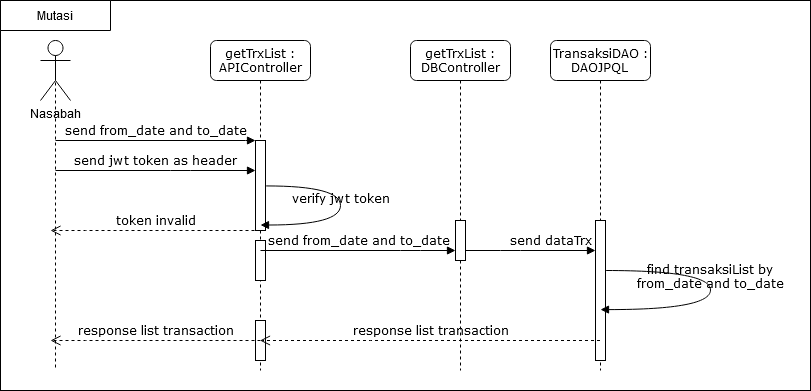 Mutasi
getTrxList :
APIController
getTrxList :
DBController
TransaksiDAO :
DAOJPQL
Nasabah
send from_date and to_date
send jwt token as header
verify jwt token
token invalid
send from_date and to_date
send dataTrx
find transaksiList by
from_date and to_date
response list transaction
response list transaction